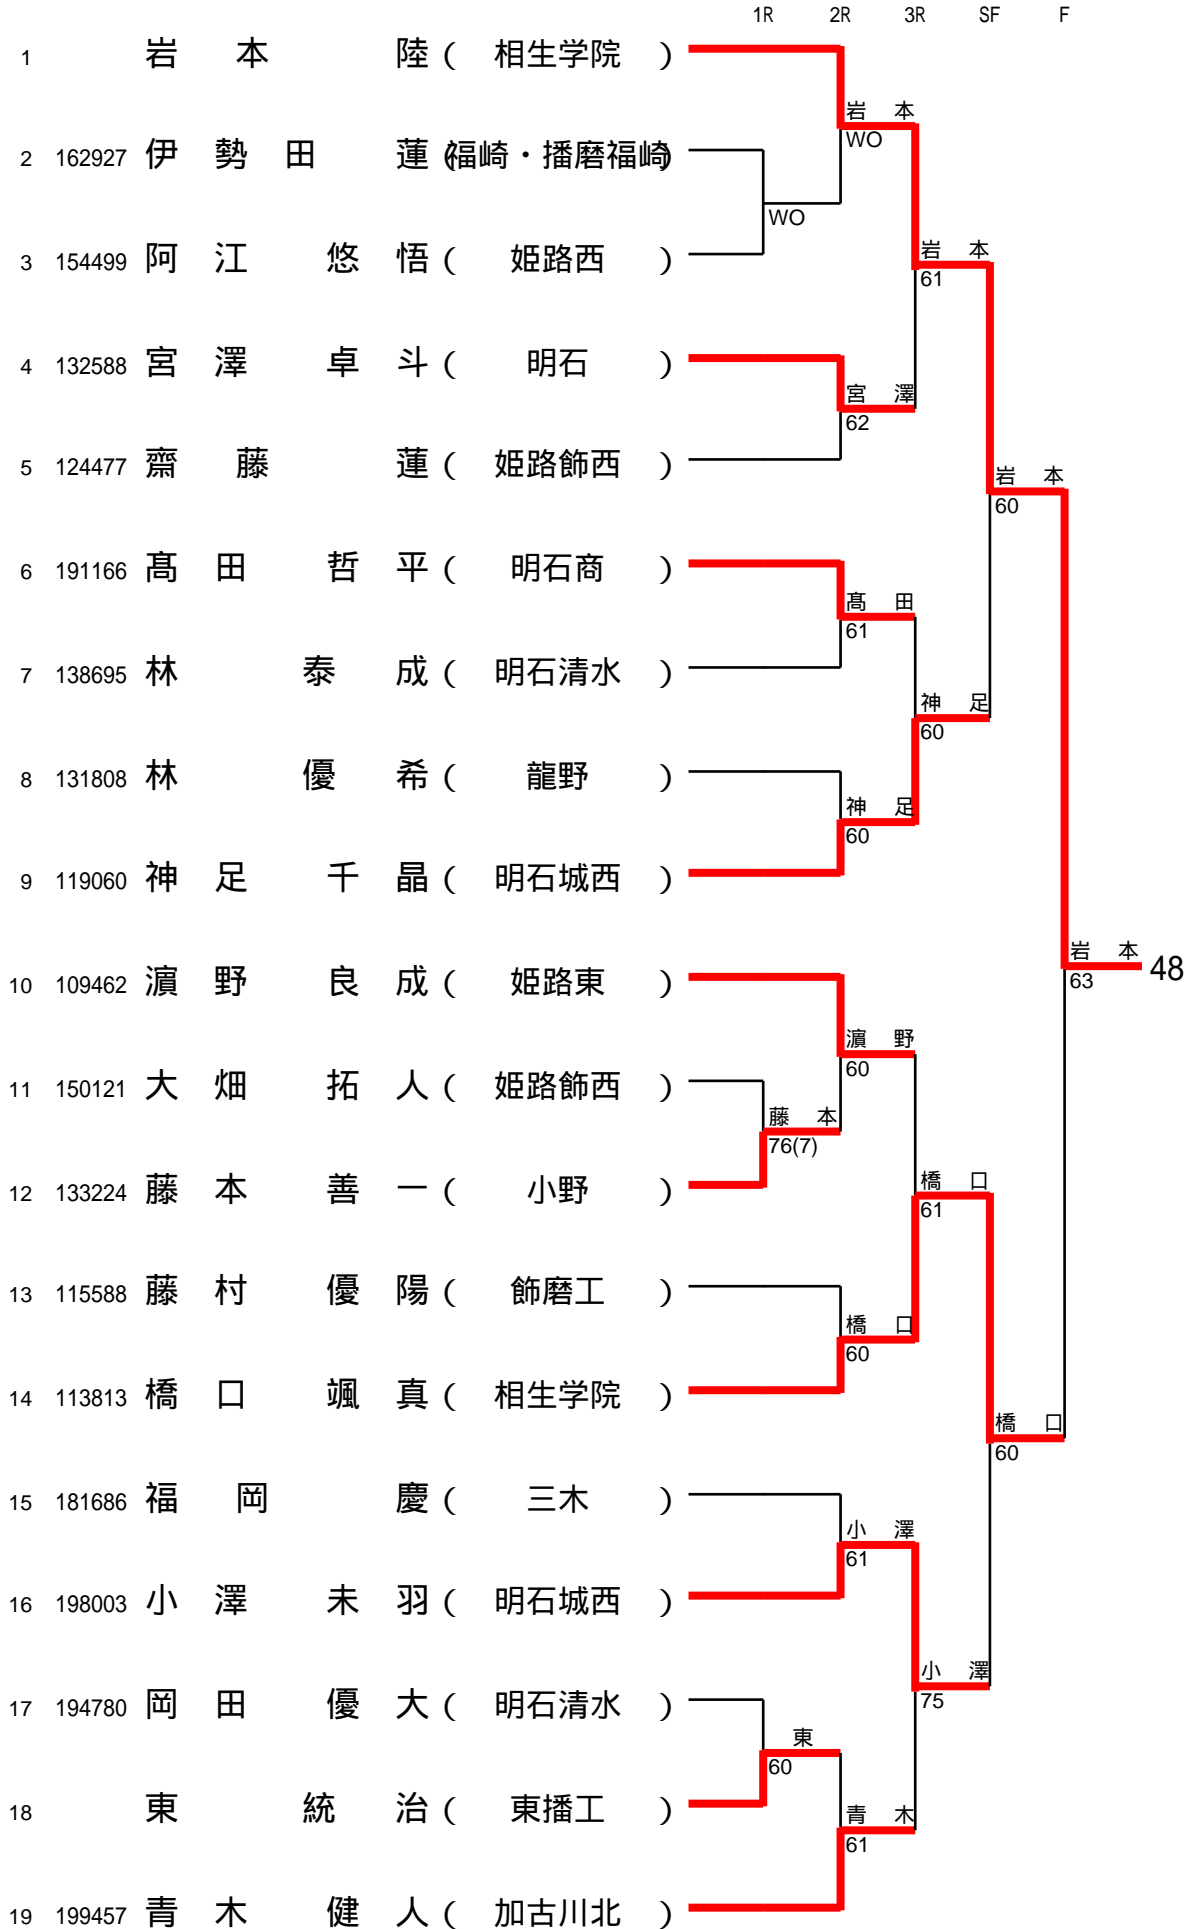 1R 2R 3R SF F
1 岩本 陸 ( 相生学院 )
岩本
WO
2 162927 伊勢田 蓮 (福崎・播磨福崎)
WO
3 154499 阿江 悠悟 ( 姫路西 )
岩本
61
4 132588 宮澤 卓斗 ( 明石 )
宮澤
62
5 124477 齋藤 蓮 ( 姫路飾西 )
岩本
60
6 191166 髙田 哲平 ( 明石商 )
髙田
61
7 138695 林 泰成 ( 明石清水 )
神足
60
8 131808 林 優希 ( 龍野 )
神足
60
9 119060 神足 千晶 ( 明石城西 )
岩本 48
63
10 109462 濵野 良成 ( 姫路東 )
濵野
60
11 150121 大畑 拓人 ( 姫路飾西 )
藤本
76(7)
12 133224 藤本 善一 ( 小野 )
橋口
61
13 115588 藤村 優陽 ( 飾磨工 )
橋口
60
14 113813 橋口 颯真 ( 相生学院 )
橋口
60
15 181686 福岡 慶 ( 三木 )
小澤
61
16 198003 小澤 未羽 ( 明石城西 )
小澤
75
17 194780 岡田 優大 ( 明石清水 )
東
60
18 東 統治 ( 東播工 )
青木
61
19 199457 青木 健人 ( 加古川北 )